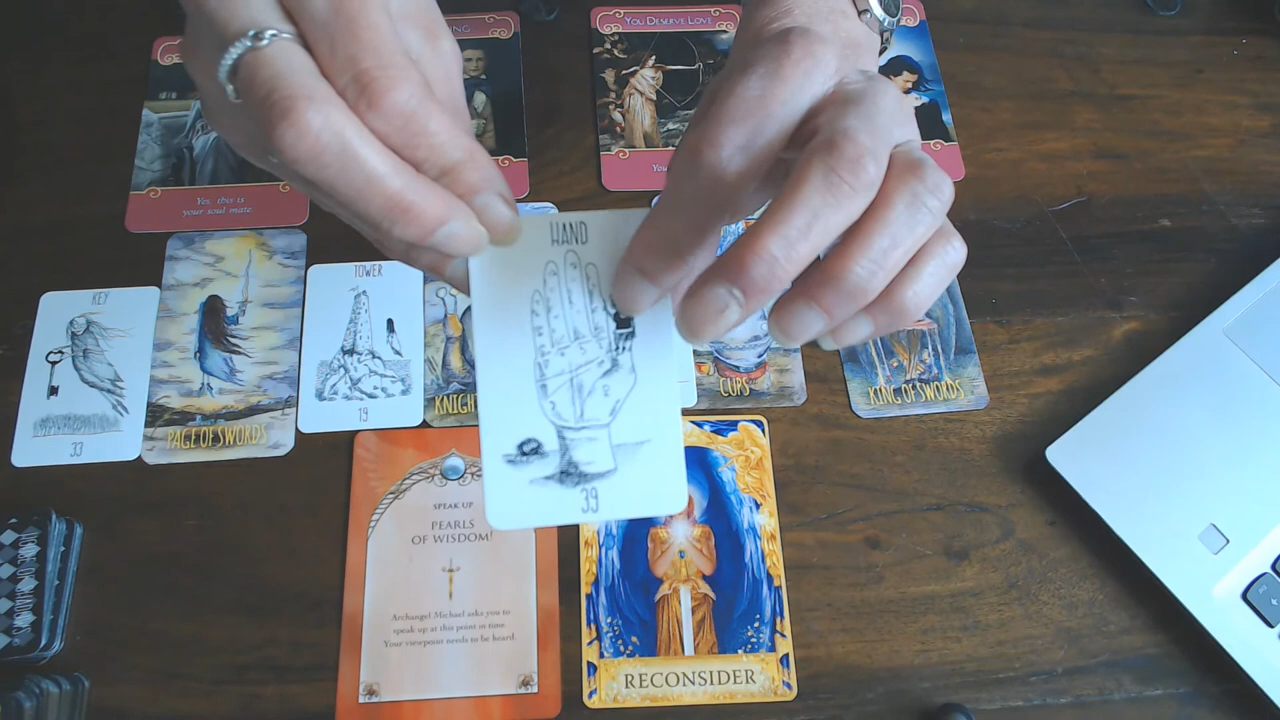 YOU DESERVE LOVE
Yes, this is
your soul mate.
You
HAND
39
KEY
33
PAGE OF SWORDS
TOWER
19
KNIGHT
CUPS
KING OF SWORDS
SPEAK UP
PEARLS
OF WISDOM!
Archangel Michael asks you to
speak up at this point in time.
Your viewpoint needs to be heard.
RECONSIDER